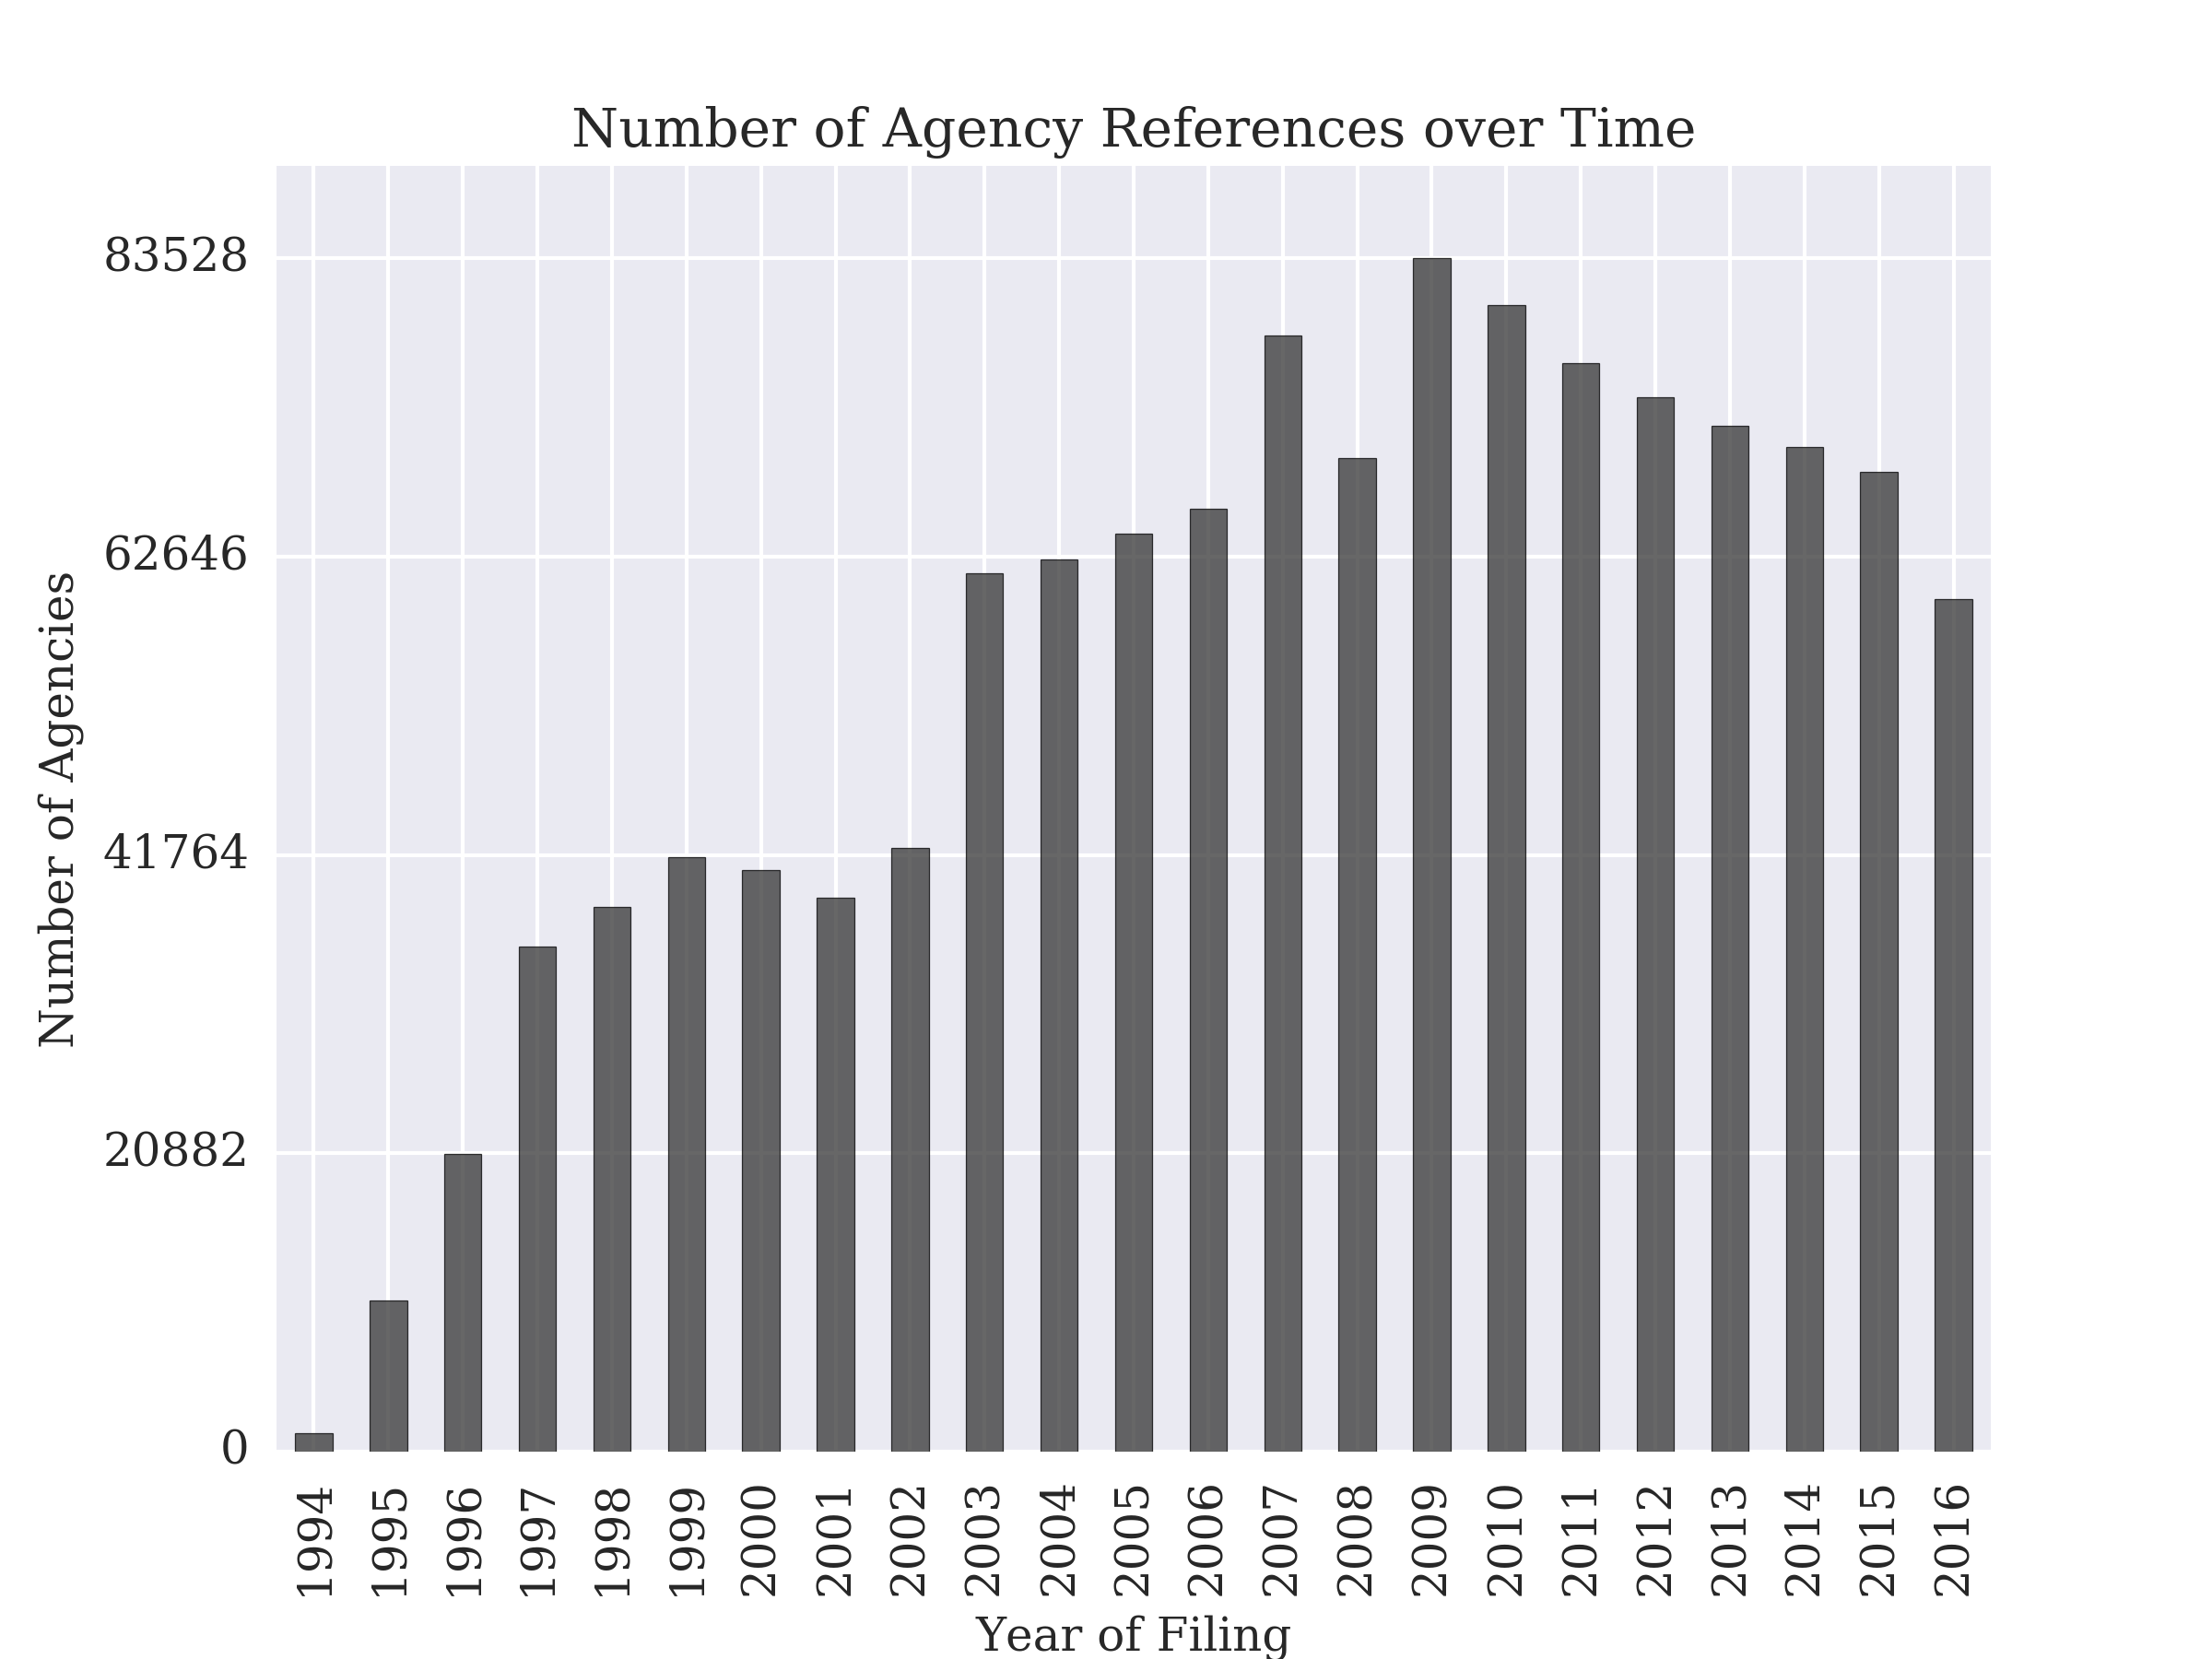 Number of Agency References over Time
Number of Agencies
83528
62646
41764
20882
0
1994 1995 1996 1997 1998 1999 2000 2001 2002 2003 2004 2005 2006 2007 2008 2009 2010 2011 2012 2013 2014 2015 2016
Year of Filing